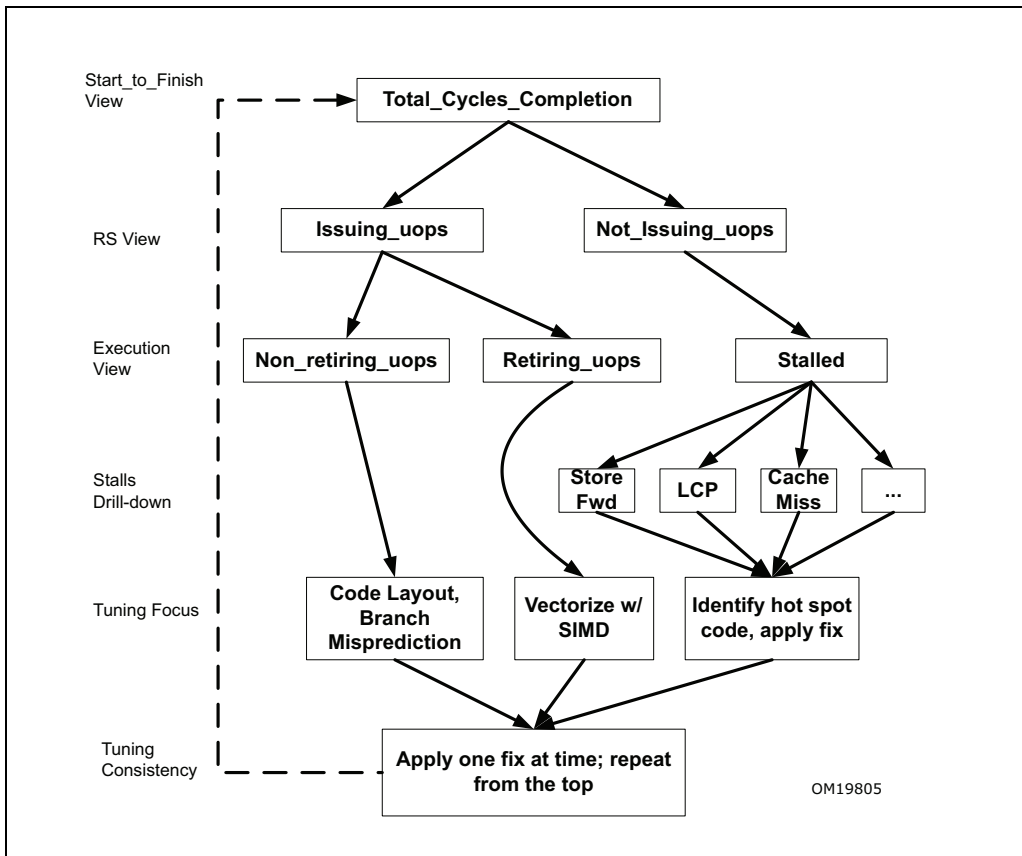 Start_to_Finish
View
Total_Cycles_Completion
RS View
Issuing_uops
Not_Issuing_uops
Execution
View
Non_retiring_uops
Retiring_uops
Stalled
Stalls
Drill-down
Store
Fwd
LCP
Cache
Miss
...
Tuning Focus
Code Layout,
Branch
Misprediction
Vectorize w/
SIMD
Identify hot spot
code, apply fix
Tuning
Consistency
Apply one fix at time; repeat
from the top
OM19805